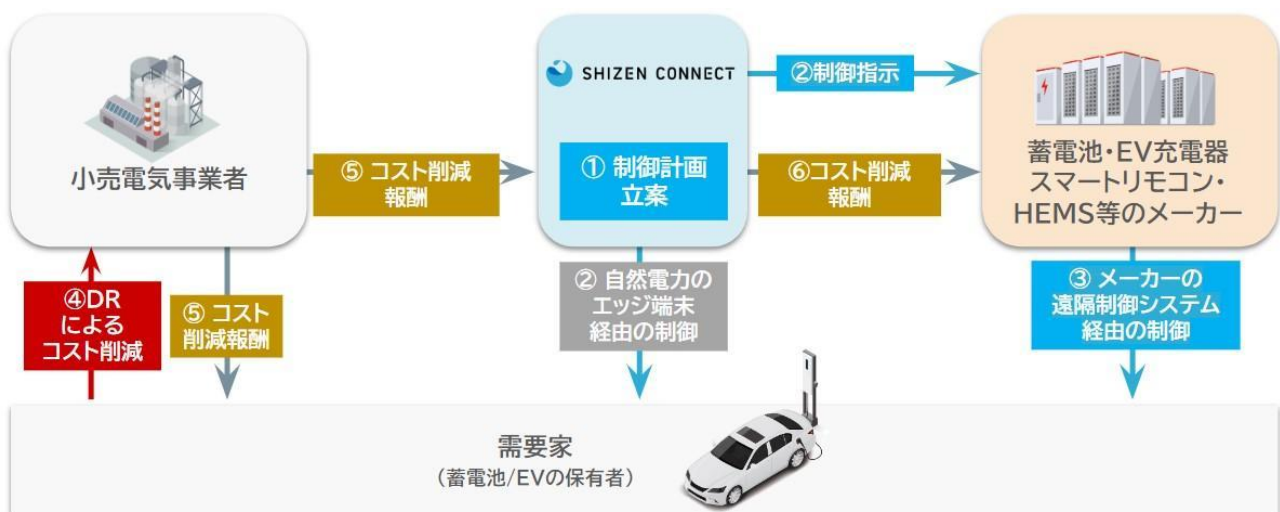 小売電気事業者
⑤ コスト削減
報酬
SHIZEN CONNECT
① 制御計画
立案
②制御指示
⑥コスト削減
報酬
蓄電池・EV充電器
スマートリモコン・
HEMS等のメーカー
④DR
による
コスト削減
⑤ コスト
削減報酬
② 自然電力の
エッジ端末
経由の制御
③ メーカーの
遠隔制御システム
経由の制御
需要家
（蓄電池/EVの保有者）